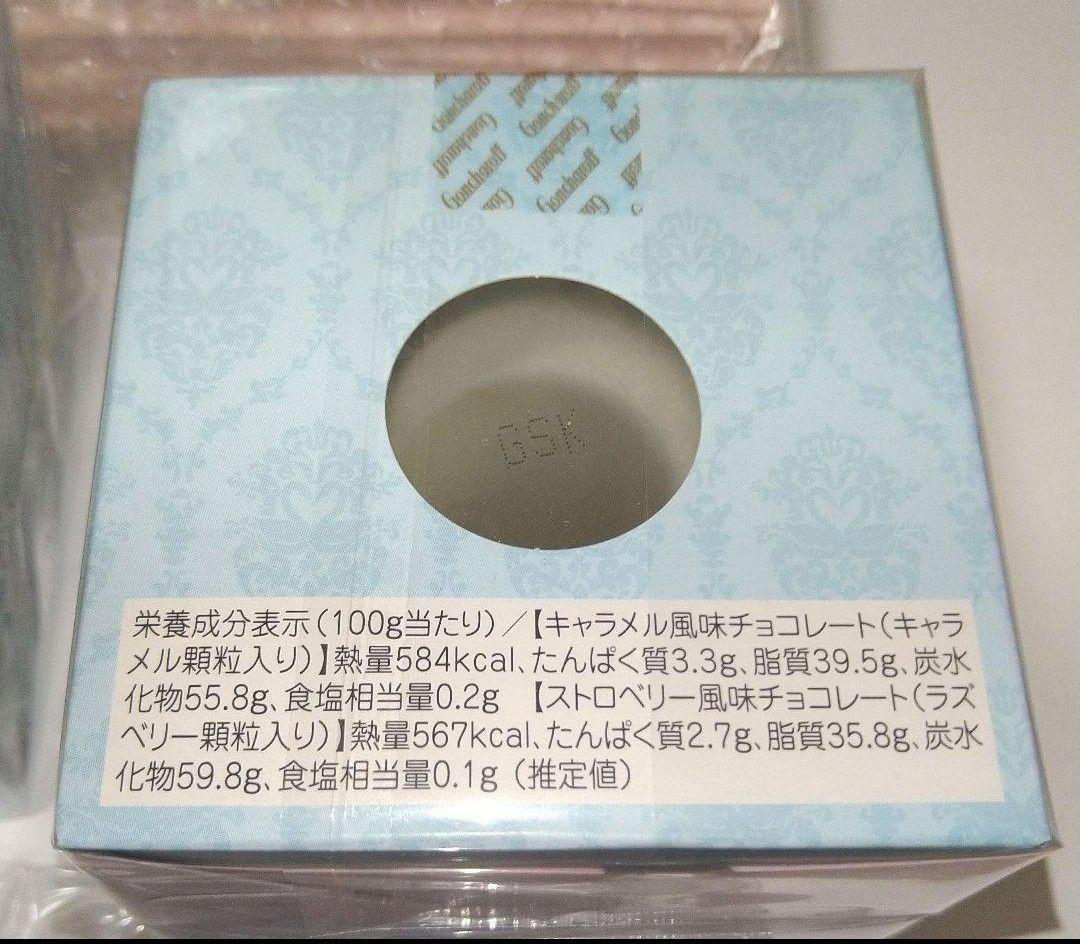 Goncharoff
Goncharoff
Goncharoff
Goncharoff
GSK
栄養成分表示(100g当たり)/【キャラメル風味チョコレート(キャラ
メル顆粒入り)】熱量584kcal、たんぱく質3.3g、脂質39.5g、炭水
化物55.8g、食塩相当量0.2g 【ストロベリー風味チョコレート(ラズ
ベリー顆粒入り)】熱量567kcal、たんぱく質2.7g、脂質35.8g、炭水
化物59.8g、食塩相当量0.1g (推定値)